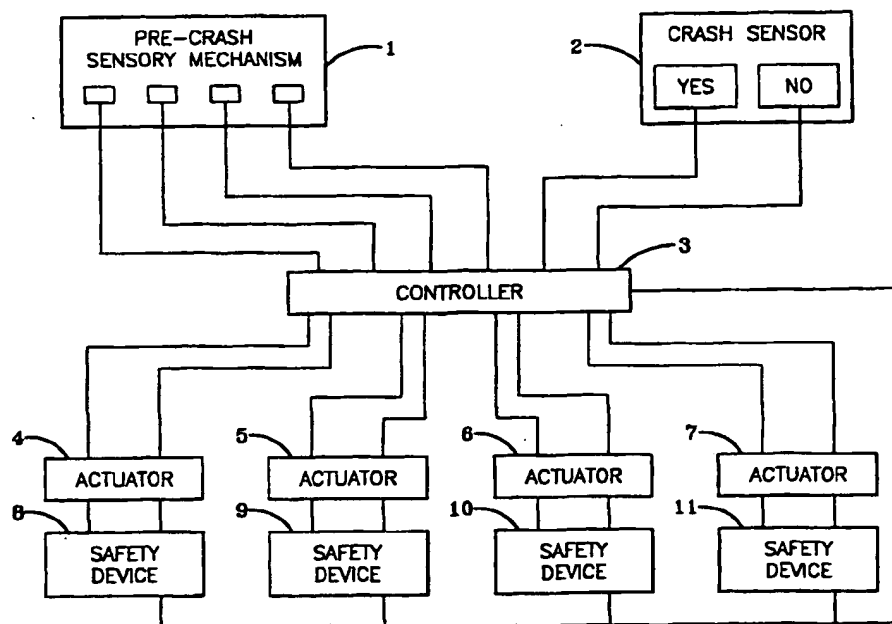 PRE-CRASH
SENSORY MECHANISM
1
2
CRASH SENSOR
YES
NO
3
CONTROLLER
4
5
6
7
ACTUATOR
ACTUATOR
ACTUATOR
ACTUATOR
8
9
10
11
SAFETY
DEVICE
SAFETY
DEVICE
SAFETY
DEVICE
SAFETY
DEVICE